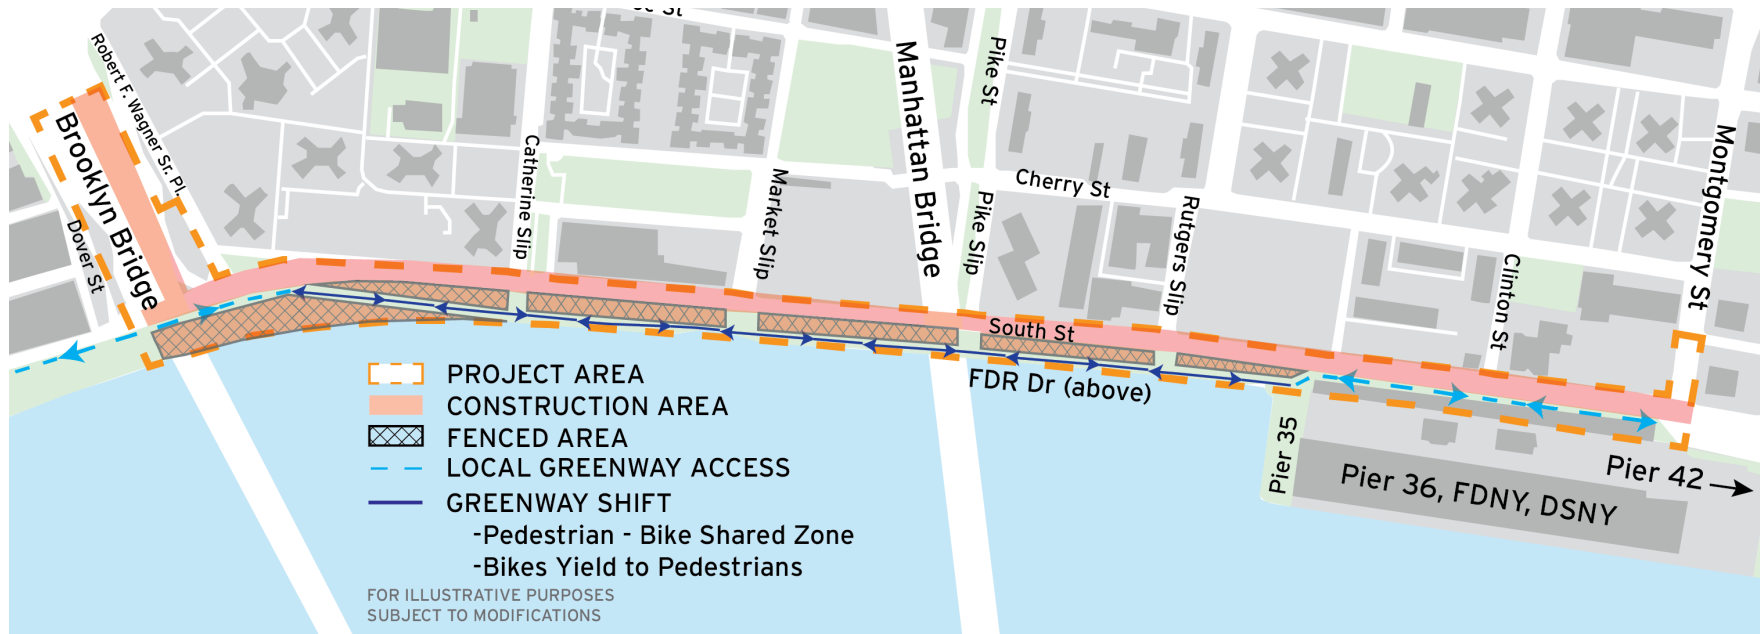 Robert F. Wagner Sr. Pl.
Brooklyn Bridge
Dover St
Catherine Slip
Market Slip
Manhattan Bridge
Pike St
Pike Slip
Cherry St
Rutgers Slip
Clinton St
Montgomery St
South St
FDR Dr (above)
Pier 35
Pier 36, FDNY, DSNY
Pier 42
PROJECT AREA
CONSTRUCTION AREA
FENCED AREA
LOCAL GREENWAY ACCESS
GREENWAY SHIFT
-Pedestrian - Bike Shared Zone
-Bikes Yield to Pedestrians
FOR ILLUSTRATIVE PURPOSES
SUBJECT TO MODIFICATIONS